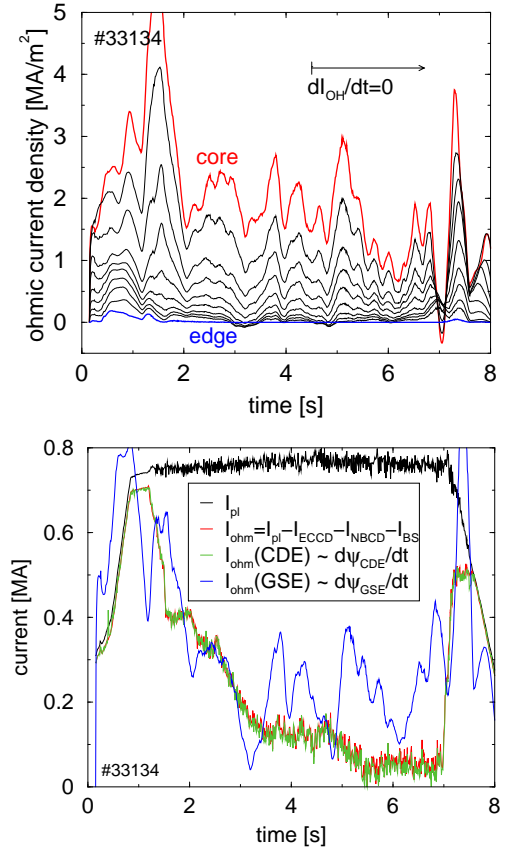 5
4
3
2
1
0
ohmic current density [MA/m²]
#33134
dI_OH/dt=0
core
edge
0 2 4 6 8
time [s]
0.8
0.6
0.4
0.2
0
current [MA]
I_pl
I_ohm=I_pl−I_ECCD−I_NBCD−I_BS
I_ohm(CDE) ~ dψ_CDE/dt
I_ohm(GSE) ~ dψ_GSE/dt
#33134
0 2 4 6 8
time [s]